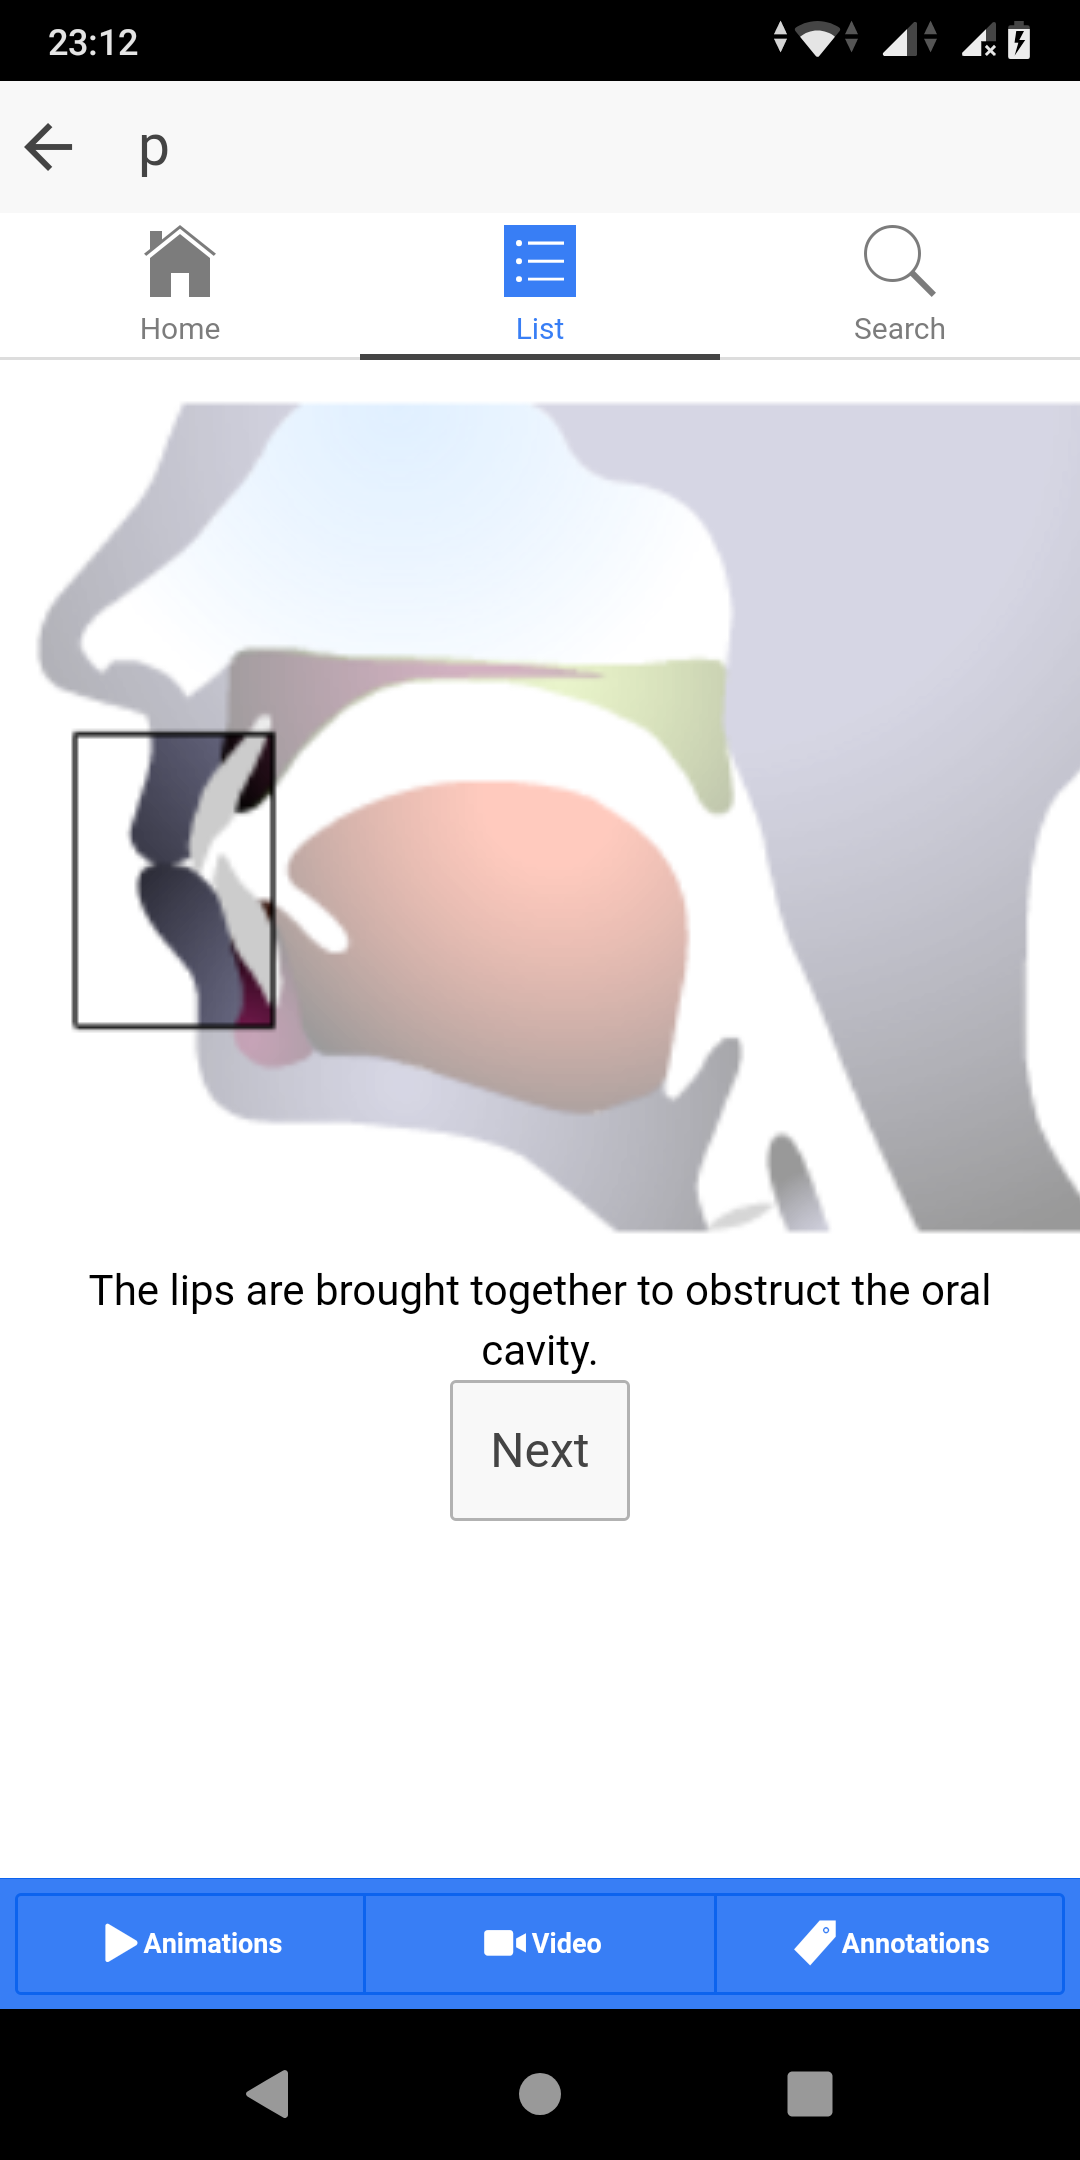 23:12
p
Home
List
Search
The lips are brought together to obstruct the oral
cavity.
Next
Animations
Video
Annotations